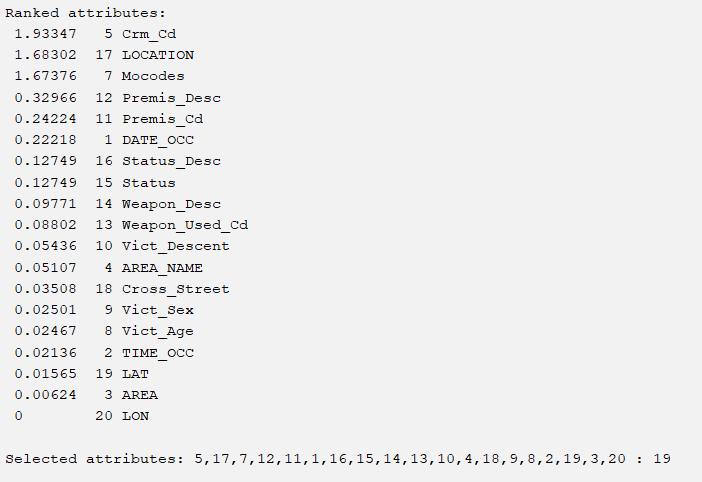 Ranked attributes:
1.93347 5 Crm_Cd
1.68302 17 LOCATION
1.67376 7 Mocodes
0.32966 12 Premis_Desc
0.24224 11 Premis_Cd
0.22218 1 DATE_OCC
0.12749 16 Status_Desc
0.12749 15 Status
0.09771 14 Weapon_Desc
0.08802 13 Weapon_Used_Cd
0.05436 10 Vict_Descent
0.05107 4 AREA_NAME
0.03508 18 Cross_Street
0.02501 9 Vict_Sex
0.02467 8 Vict_Age
0.02136 2 TIME_OCC
0.01565 19 LAT
0.00624 3 AREA
0 20 LON
Selected attributes: 5,17,7,12,11,1,16,15,14,13,10,4,18,9,8,2,19,3,20 : 19